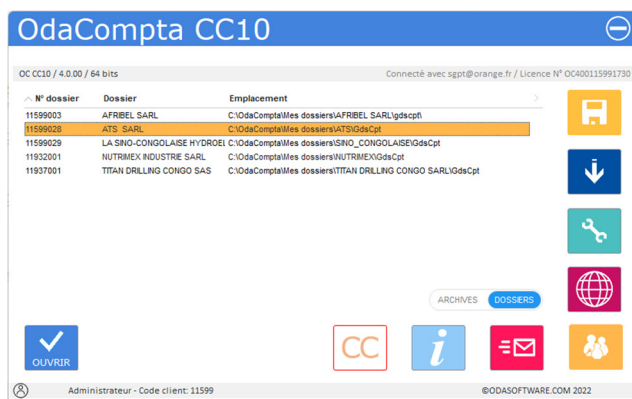 OdaCompta CC10
OC CC10 / 4.0.00 / 64 bits Connecté avec sgpt@orange.fr / Licence N° OC400115991730
N° dossier Dossier Emplacement
11599003 AFRIBEL SARL C:\OdaCompta\Mes dossiers\AFRIBEL SARL\gdscpt\
11599028 ATS SARL C:\OdaCompta\Mes dossiers\ATS\GdsCpt
11599029 LA SINO-CONGOLAISE HYDROEL C:\OdaCompta\Mes dossiers\SINO_CONGOLAISE\GdsCpt
11932001 NUTRIMEX INDUSTRIE SARL C:\OdaCompta\Mes dossiers\NUTRIMEX\GdsCpt
11937001 TITAN DRILLING CONGO SAS C:\OdaCompta\Mes dossiers\TITAN DRILLING CONGO SARL\GdsCpt
ARCHIVES DOSSIERS
OUVRIR CC i
Administrateur - Code client: 11599 ©ODASOFTWARE.COM 2022